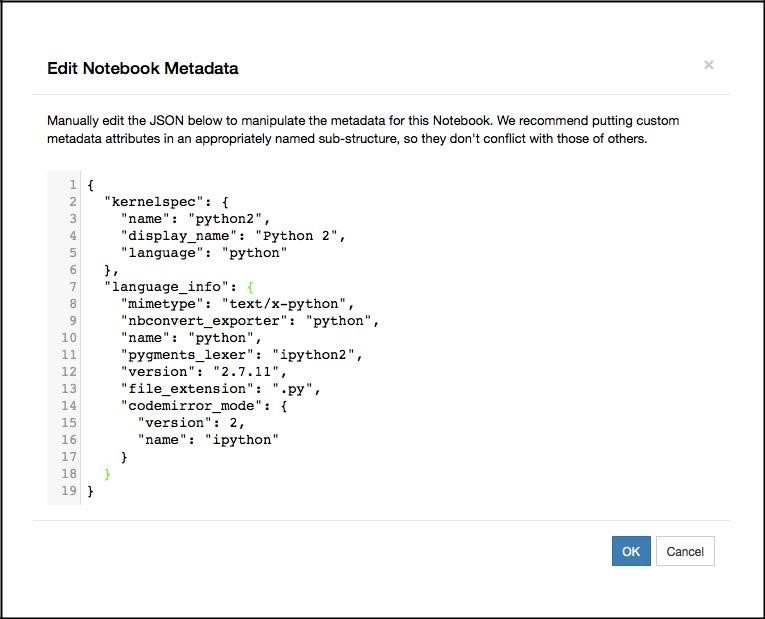 Edit Notebook Metadata
×
Manually edit the JSON below to manipulate the metadata for this Notebook. We recommend putting custom
metadata attributes in an appropriately named sub-structure, so they don't conflict with those of others.
1 {
2   "kernelspec": {
3     "name": "python2",
4     "display_name": "Python 2",
5     "language": "python"
6   },
7   "language_info": {
8     "mimetype": "text/x-python",
9     "nbconvert_exporter": "python",
10     "name": "python",
11     "pygments_lexer": "ipython2",
12     "version": "2.7.11",
13     "file_extension": ".py",
14     "codemirror_mode": {
15       "version": 2,
16       "name": "ipython"
17     }
18   }
19 }
OK Cancel